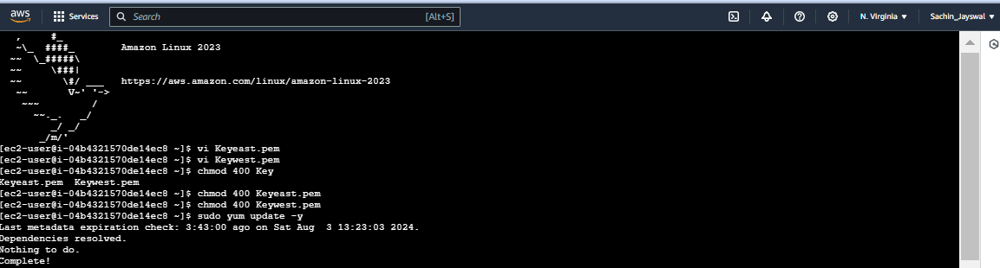 aws
Services
Search
[Alt+S]
N. Virginia
Sachin_Jayswal
   ,     #_
   ~\_  ####_        Amazon Linux 2023
  ~~  \_#####\
  ~~     \###|
  ~~       \#/ ___   https://aws.amazon.com/linux/amazon-linux-2023
   ~~       V~' '->
    ~~~         /
      ~~._.   _/
         _/ _/
       _/m/'
[ec2-user@i-04b4321570de14ec8 ~]$ vi Keyeast.pem
[ec2-user@i-04b4321570de14ec8 ~]$ vi Keywest.pem
[ec2-user@i-04b4321570de14ec8 ~]$ chmod 400 Key
Keyeast.pem  Keywest.pem
[ec2-user@i-04b4321570de14ec8 ~]$ chmod 400 Keyeast.pem
[ec2-user@i-04b4321570de14ec8 ~]$ chmod 400 Keywest.pem
[ec2-user@i-04b4321570de14ec8 ~]$ sudo yum update -y
Last metadata expiration check: 3:43:00 ago on Sat Aug  3 13:23:03 2024.
Dependencies resolved.
Nothing to do.
Complete!